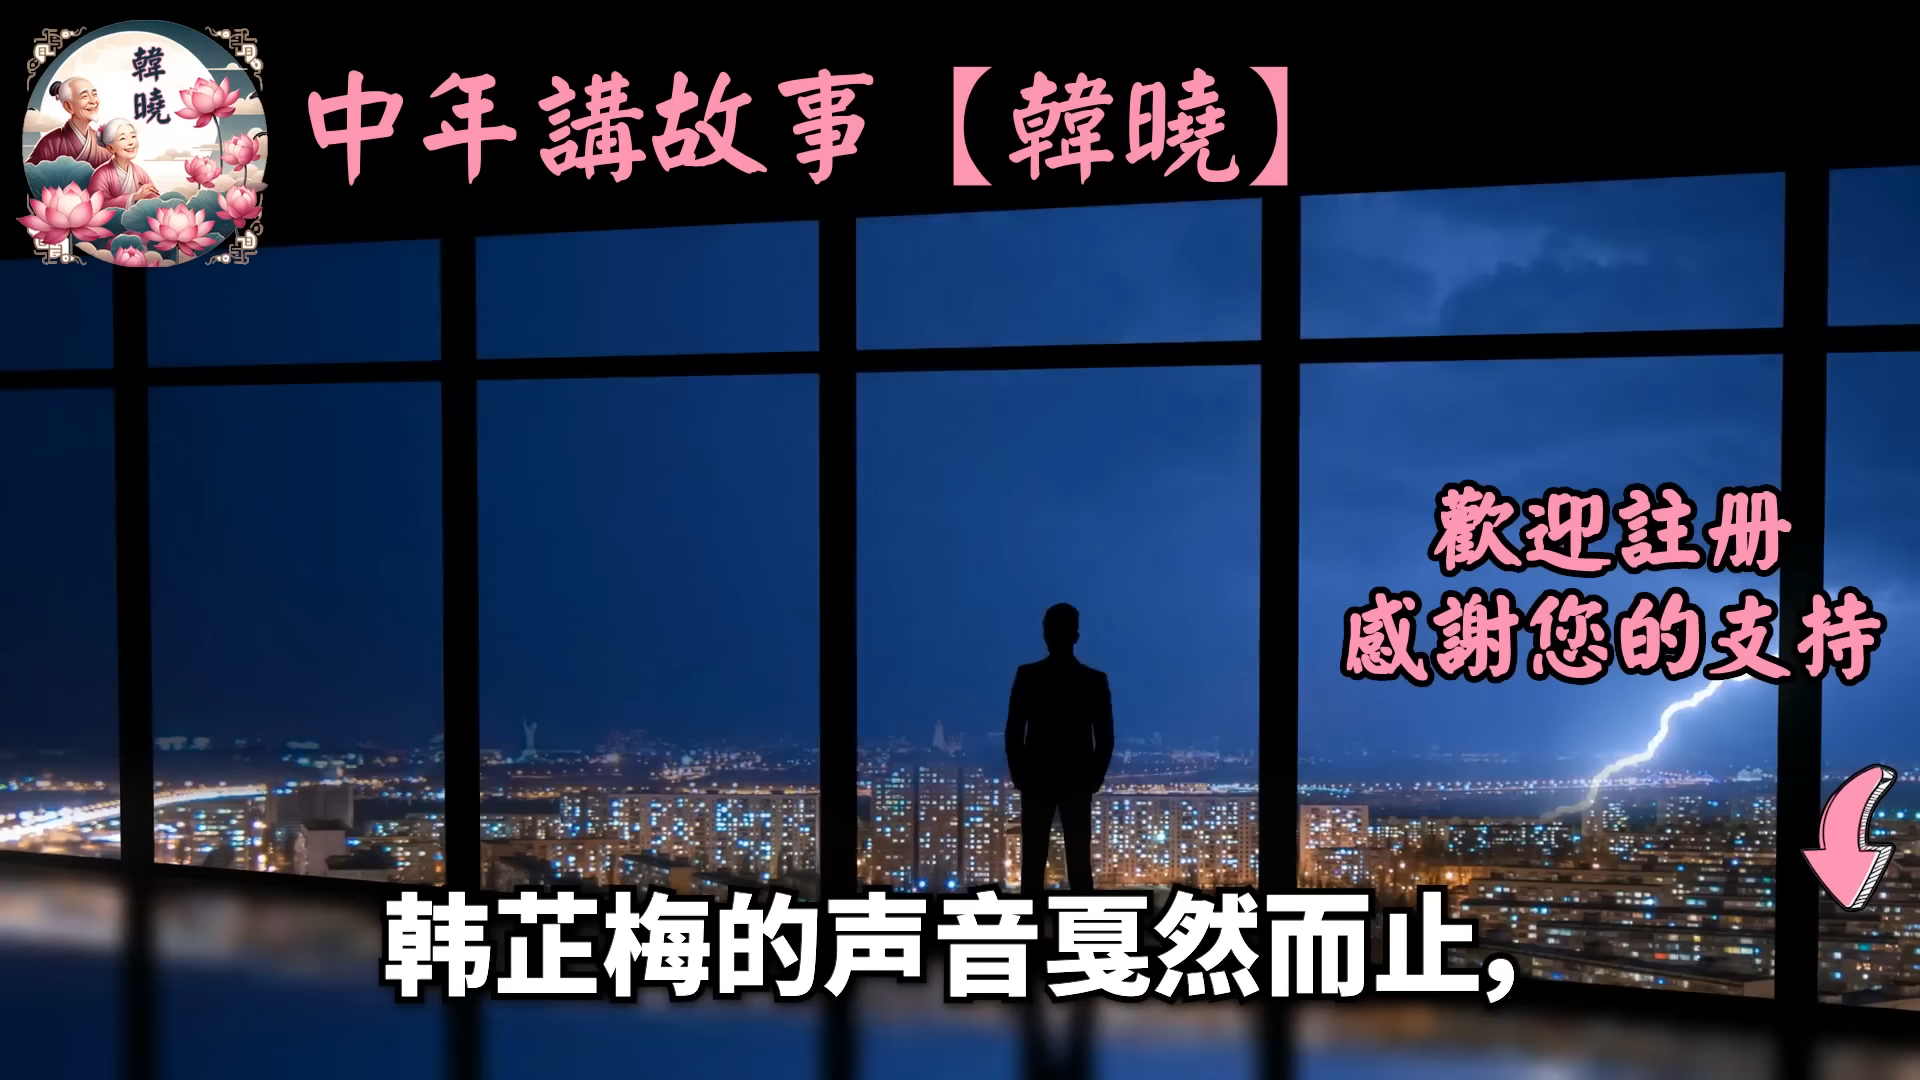 韓
曉
中年講故事【韓曉】
歡迎註册
感謝您的支持
韩芷梅的声音戛然而止,